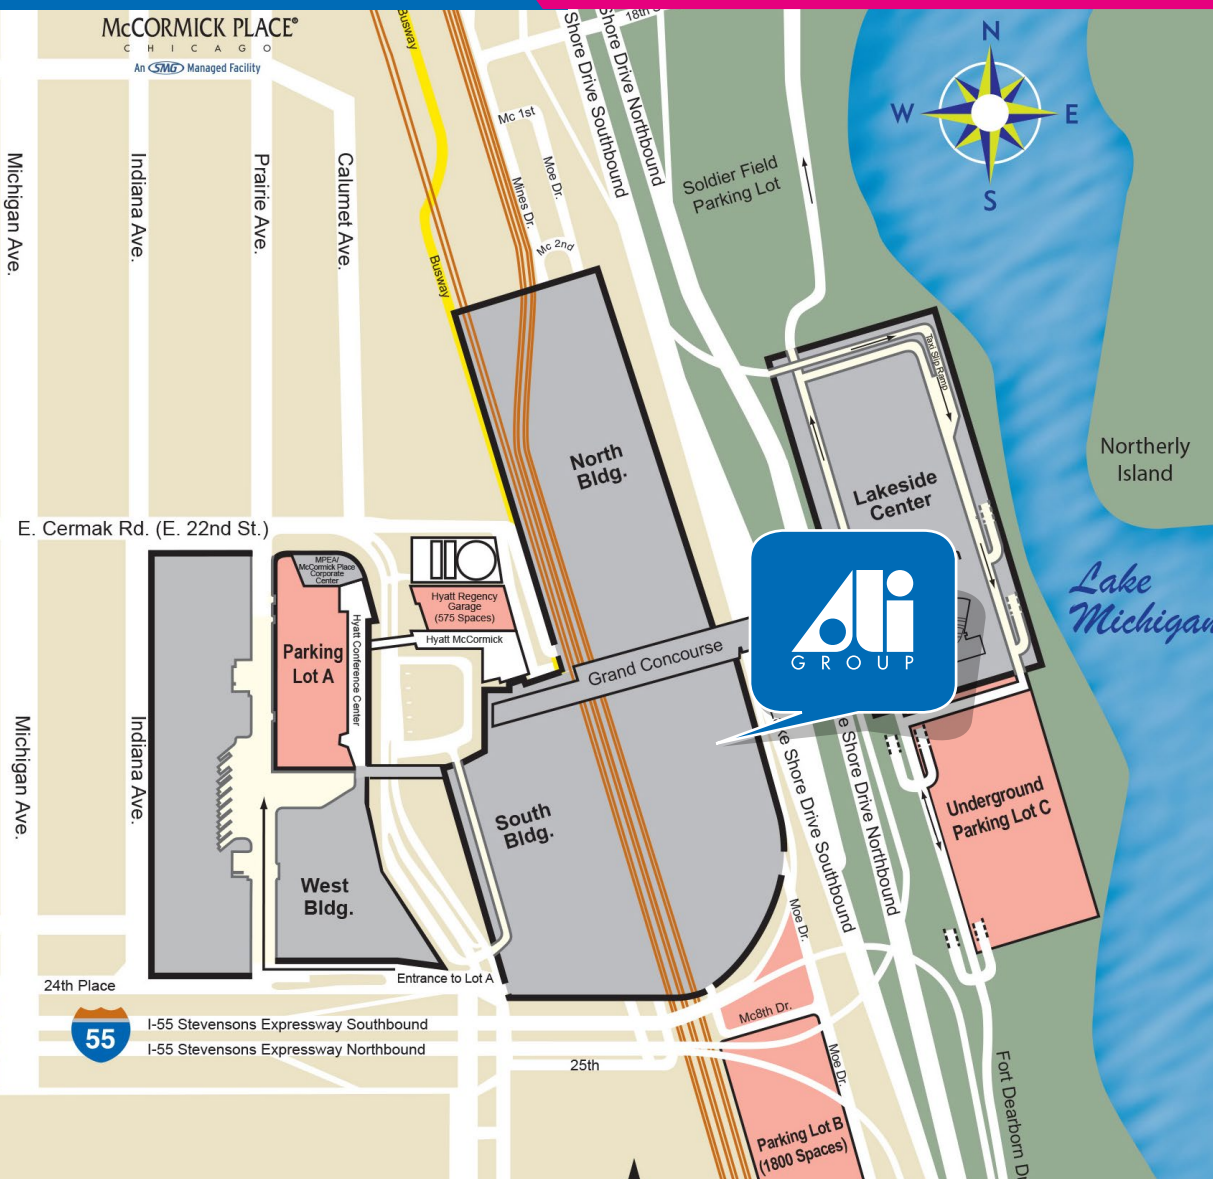 McCORMICK PLACE®
CHICAGO
An SMG Managed Facility
Busway
Shore Drive Southbound
Shore Drive Northbound
18th S
N
W
E
S
Mc 1st
Moe Dr.
Mines Dr.
Mc 2nd
Soldier Field
Parking Lot
Michigan Ave.
Indiana Ave.
Prairie Ave.
Calumet Ave.
Busway
Taxi Slip Ramp
North
Bldg.
Lakeside
Center
Northerly
Island
E. Cermak Rd. (E. 22nd St.)
MPEA/
McCormick Place
Corporate
Center
Hyatt Regency
Garage
(575 Spaces)
Hyatt McCormick
Hyatt Conference Center
Parking
Lot A
Grand Concourse
ali
GROUP
Lake
Michigan
Michigan Ave.
Indiana Ave.
ke Shore Drive Southbound
e Shore Drive Northbound
Underground
Parking Lot C
South
Bldg.
West
Bldg.
Moe Dr.
Entrance to Lot A
24th Place
55
I-55 Stevensons Expressway Southbound
I-55 Stevensons Expressway Northbound
25th
Mc8th Dr.
Moe Dr.
Fort Dearborn Dr
Parking Lot B
(1800 Spaces)